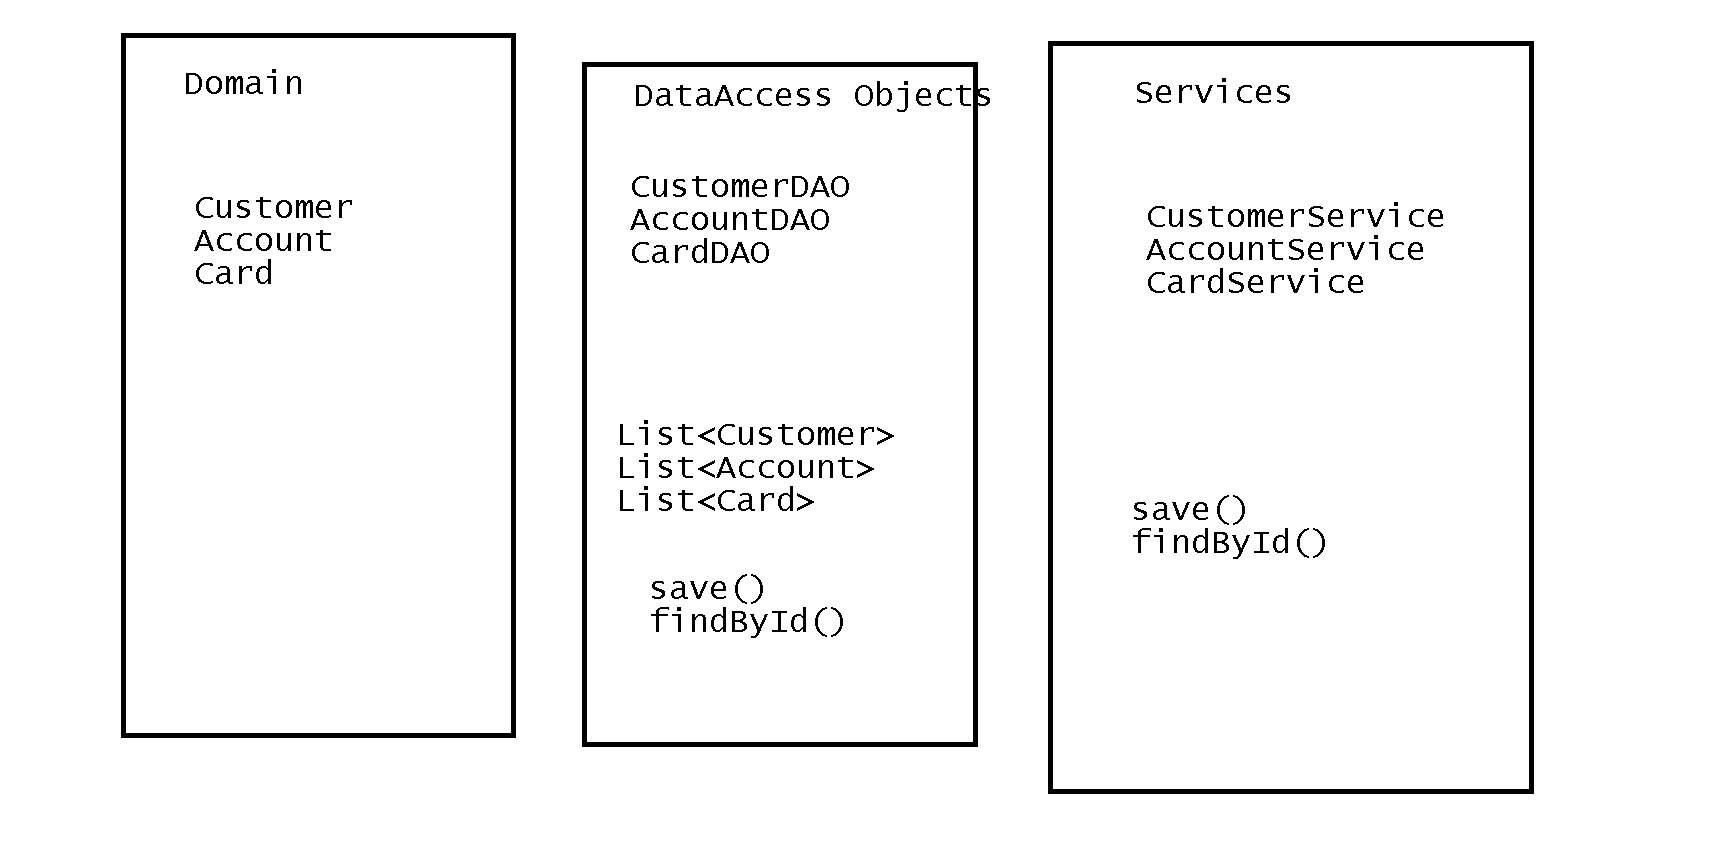 Domain
Customer
Account
Card
DataAccess Objects
CustomerDAO
AccountDAO
CardDAO
List<Customer>
List<Account>
List<Card>
save()
findById()
Services
CustomerService
AccountService
CardService
save()
findById()